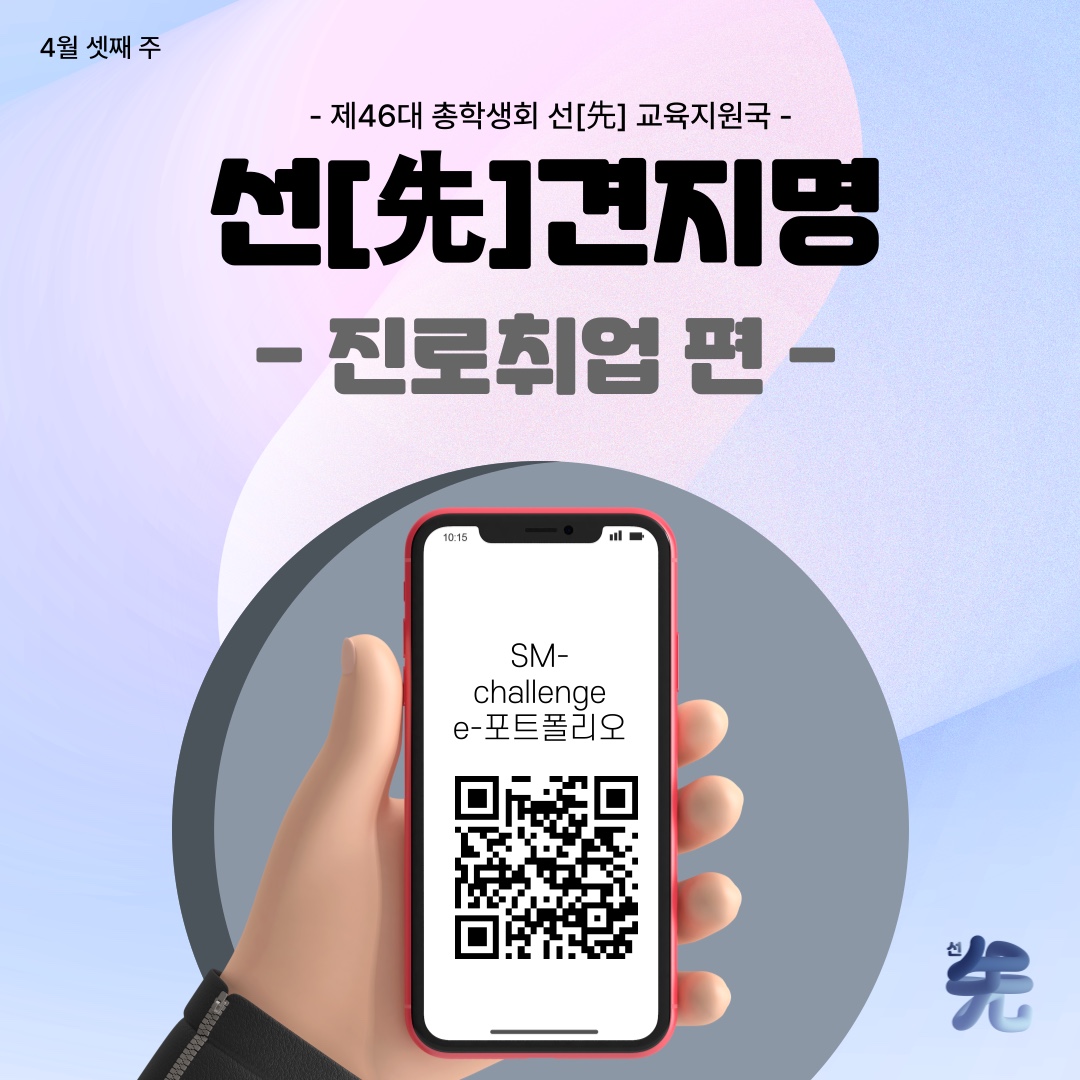 4월 셋째 주
- 제46대 총학생회 선[先] 교육지원국 -
선[先]견지명
- 진로취업 편 -
10:15
SM-
challenge
e-포트폴리오
선
先